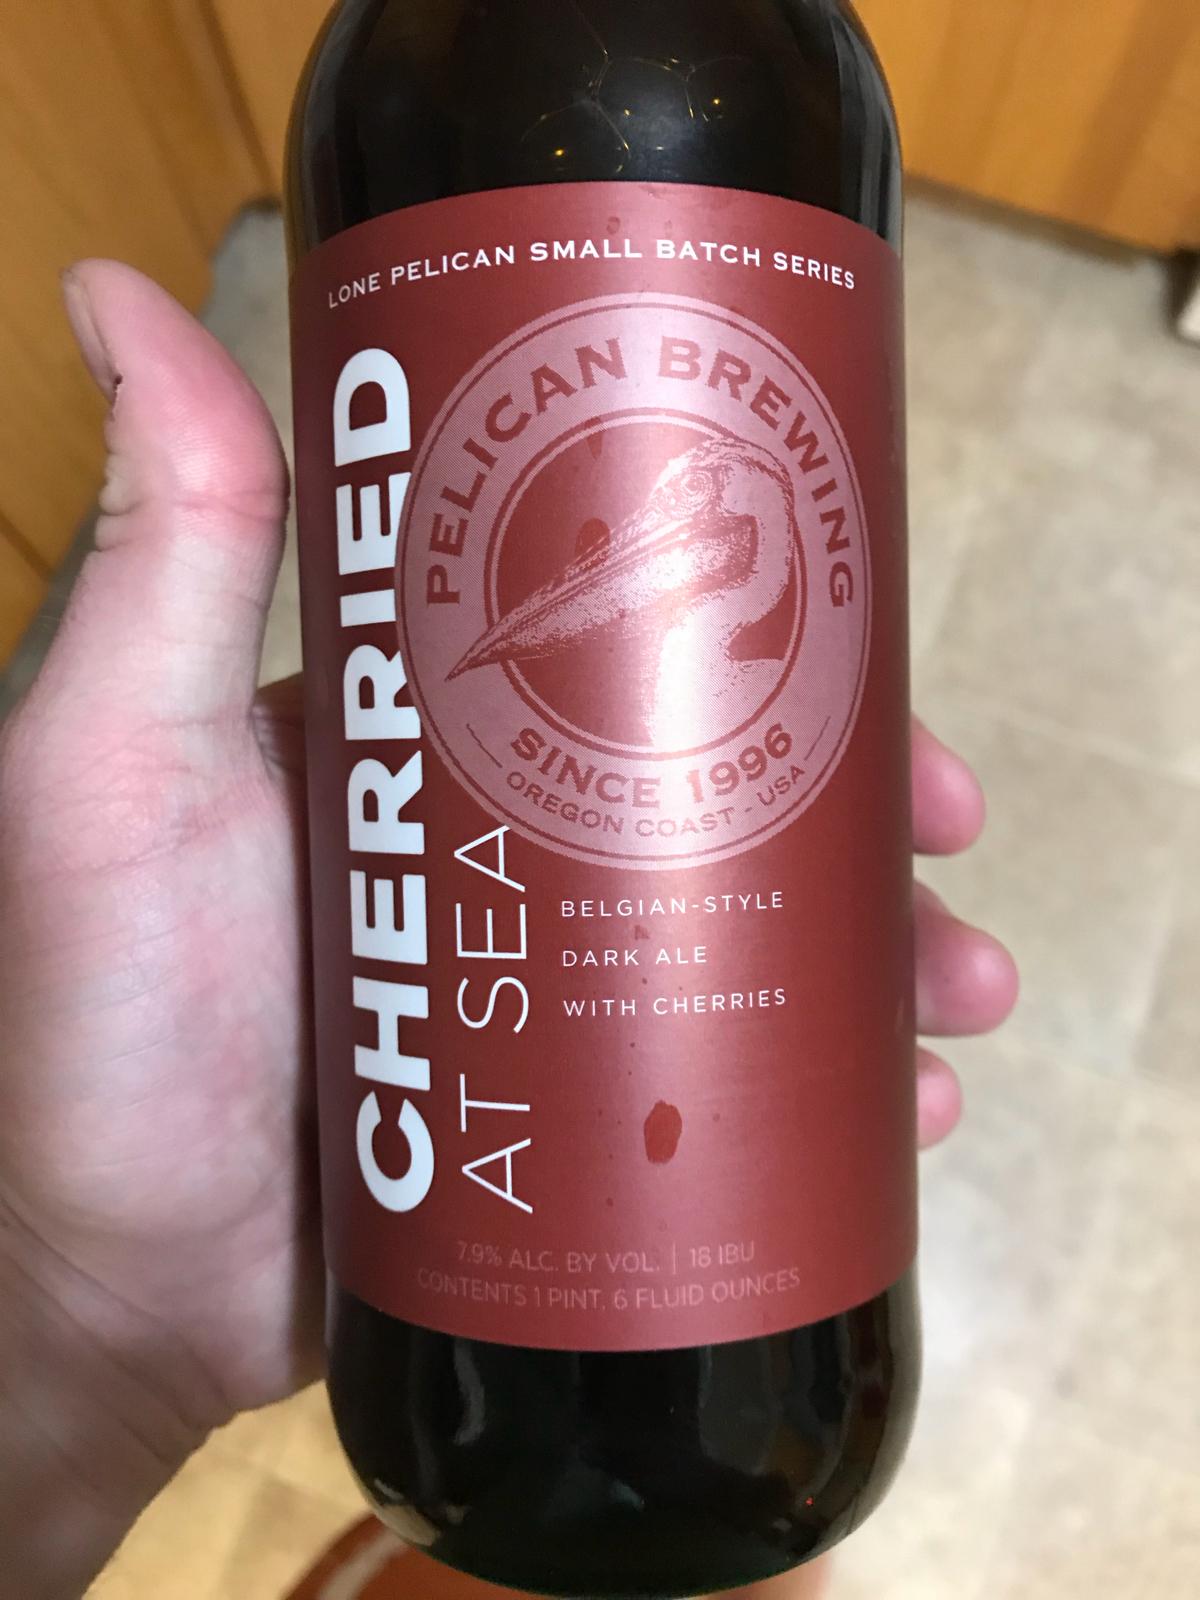 LONE PELICAN SMALL BATCH SERIES
PELICAN BREWING
SINCE 1996
OREGON COAST - USA
CHERRIED
AT SEA
BELGIAN-STYLE
DARK ALE
WITH CHERRIES
7.9% ALC. BY VOL. | 18 IBU
CONTENTS 1 PINT, 6 FLUID OUNCES